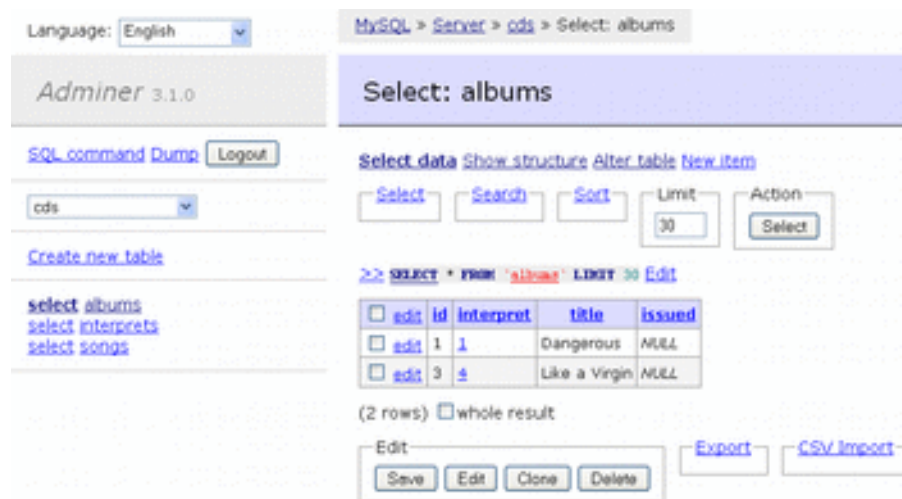 Language: English
MySQL » Server » cds » Select: albums
Adminer 3.1.0
Select: albums
SQL command Dump Logout
cds
Create new table
select albums
select interprets
select songs
Select data Show structure Alter table New item
Select Search Sort Limit Action
30 Select
>> SELECT * FROM `albums` LIMIT 30 Edit
edit id interpret title issued
edit 1 1 Dangerous NULL
edit 3 4 Like a Virgin NULL
(2 rows) whole result
Edit Export CSV Import
Save Edit Clone Delete